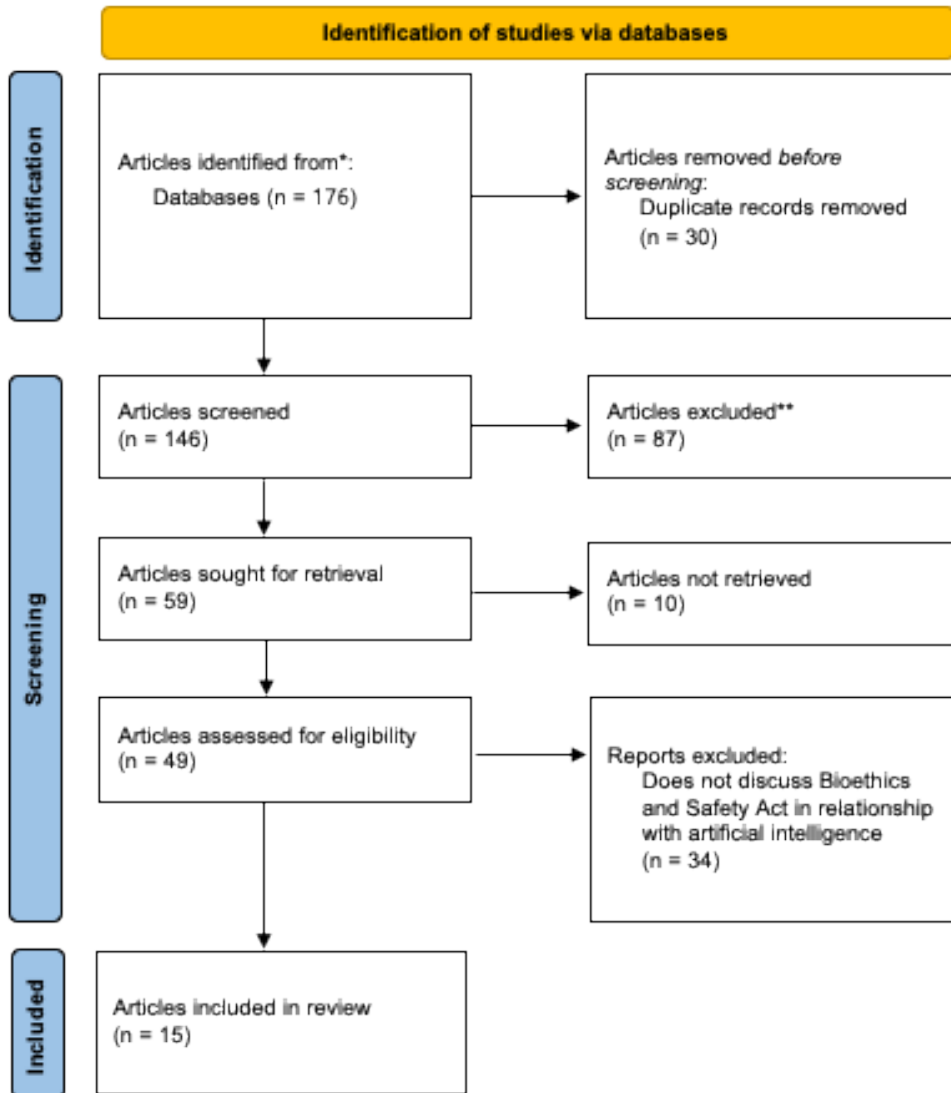 Identification of studies via databases
Identification
Articles identified from*:
Databases (n = 176)
Articles removed before
screening:
Duplicate records removed
(n = 30)
Screening
Articles screened
(n = 146)
Articles excluded**
(n = 87)
Articles sought for retrieval
(n = 59)
Articles not retrieved
(n = 10)
Articles assessed for eligibility
(n = 49)
Reports excluded:
Does not discuss Bioethics
and Safety Act in relationship
with artificial intelligence
(n = 34)
Included
Articles included in review
(n = 15)